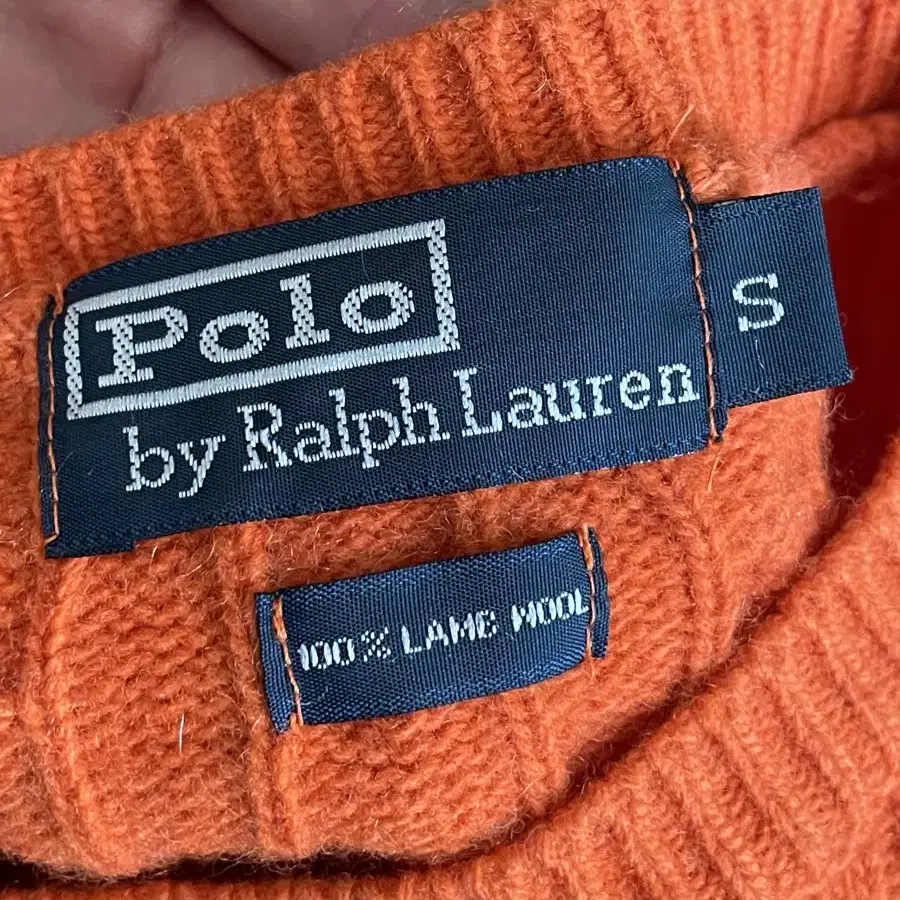 Polo
by Ralph Lauren
S
100% LAMB WOOL